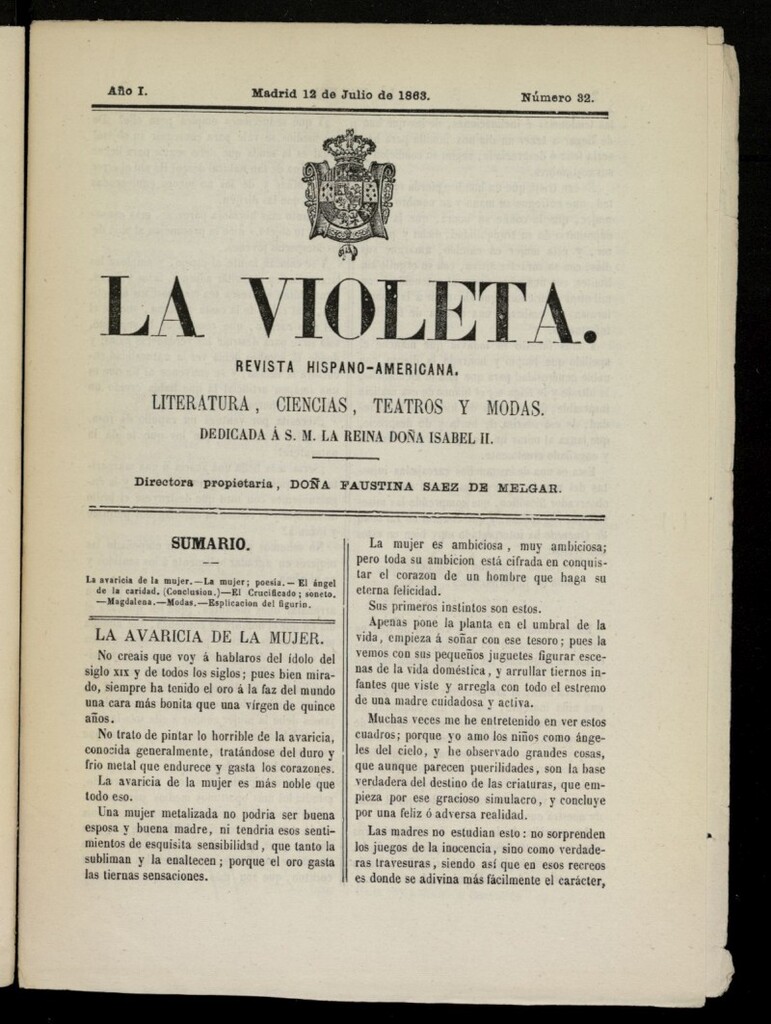 Año I.
Madrid 12 de Julio de 1863.
Número 32.
LA VIOLETA.
REVISTA HISPANO-AMERICANA.
LITERATURA, CIENCIAS, TEATROS Y MODAS.
DEDICADA Á S. M. LA REINA DOÑA ISABEL II.
Directora propietaria, DOÑA FAUSTINA SAEZ DE MELGAR.
SUMARIO.
La avaricia de la mujer.—La mujer; poesia.—El ángel
de la caridad. (Conclusion.)—El Crucificado; soneto.
—Magdalena.—Modas.—Esplicacion del figurin.
LA AVARICIA DE LA MUJER.
No creais que voy á hablaros del ídolo del
siglo XIX y de todos los siglos; pues bien mira-
do, siempre ha tenido el oro á la faz del mundo
una cara más bonita que una vírgen de quince
años.
No trato de pintar lo horrible de la avaricia,
conocida generalmente, tratándose del duro y
frio metal que endurece y gasta los corazones.
La avaricia de la mujer es más noble que
todo eso.
Una mujer metalizada no podria ser buena
esposa y buena madre, ni tendria esos senti-
mientos de esquisita sensibilidad, que tanto la
subliman y la enaltecen; porque el oro gasta
las tiernas sensaciones.
La mujer es ambiciosa, muy ambiciosa;
pero toda su ambicion está cifrada en conquis-
tar el corazon de un hombre que haga su
eterna felicidad.
Sus primeros instintos son estos.
Apenas pone la planta en el umbral de la
vida, empieza á soñar con ese tesoro; pues la
vemos con sus pequeños juguetes figurar esce-
nas de la vida doméstica, y arrullar tiernos in-
fantes que viste y arregla con todo el estremo
de una madre cuidadosa y activa.
Muchas veces me he entretenido en ver estos
cuadros; porque yo amo los niños como ánge-
les del cielo, y he observado grandes cosas,
que aunque parecen puerilidades, son la base
verdadera del destino de las criaturas, que em-
pieza por ese gracioso simulacro, y concluye
por una feliz ó adversa realidad.
Las madres no estudian esto: no sorprenden
los juegos de la inocencia, sino como verdade-
ras travesuras, siendo así que en esos recreos
es donde se adivina más fácilmente el carácter,